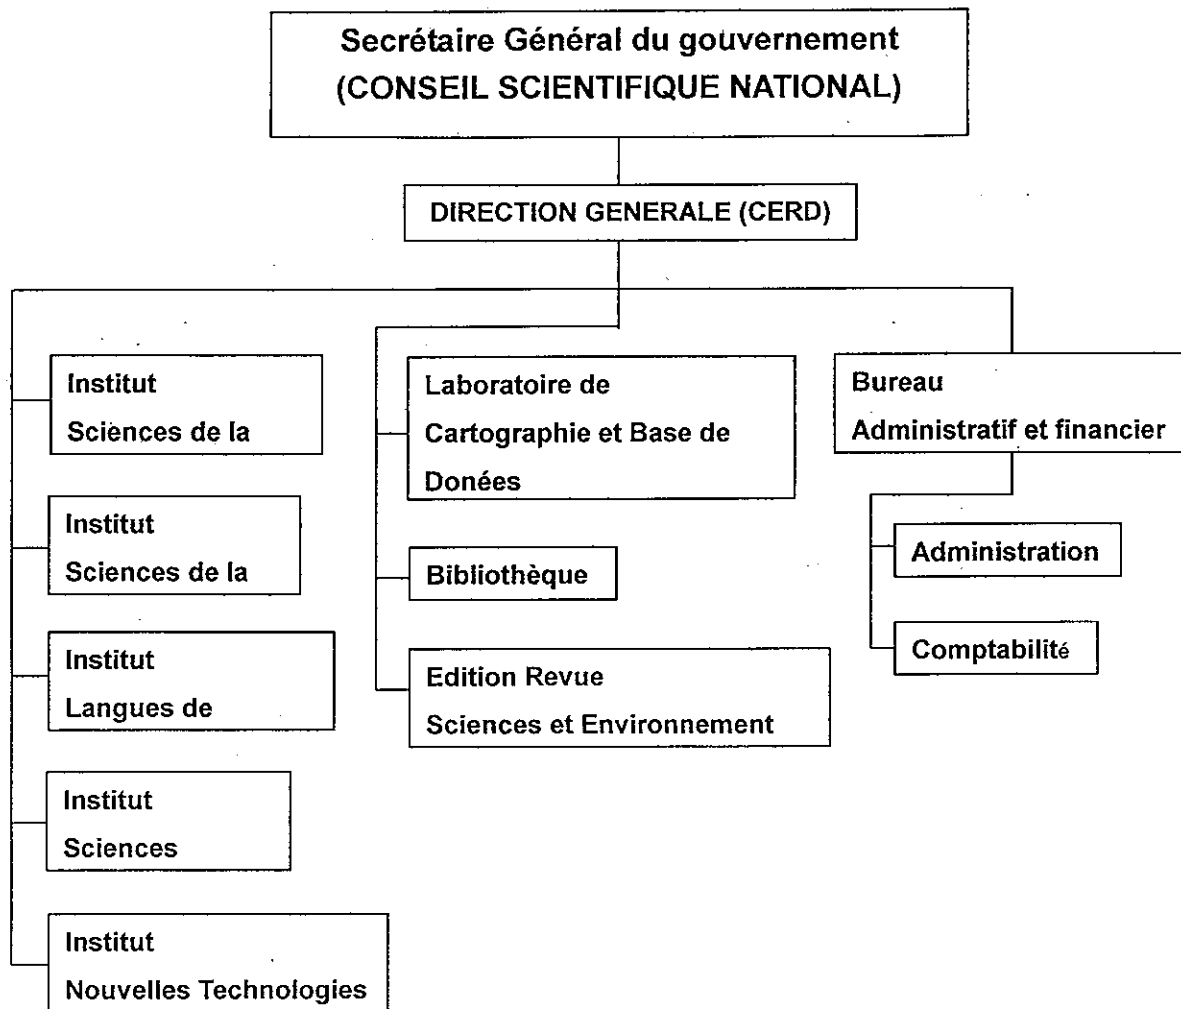 Secrétaire Général du gouvernement
(CONSEIL SCIENTIFIQUE NATIONAL)
DIRECTION GENERALE (CERD)
Institut
Sciences de la
Institut
Sciences de la
Institut
Langues de
Institut
Sciences
Institut
Nouvelles Technologies
Laboratoire de
Cartographie et Base de
Donées
Bibliothèque
Edition Revue
Sciences et Environnement
Bureau
Administratif et financier
Administration
Comptabilité